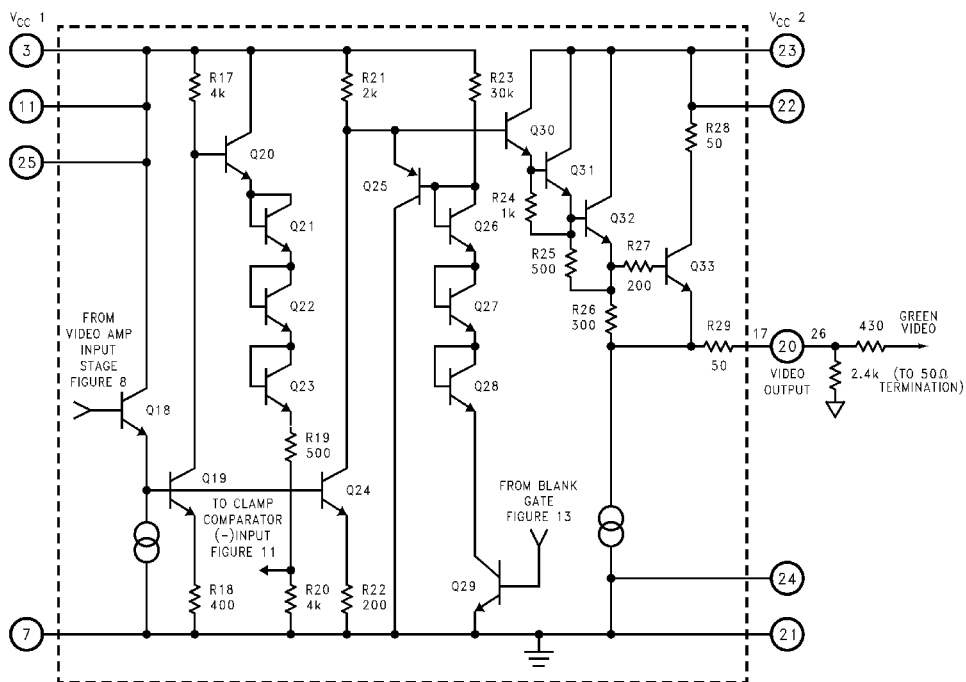 V_CC 1
V_CC 2
3
23
R17
4k
R21
2k
R23
30k
11
22
Q30
R28
50
25
Q20
Q25
Q31
R24
1k
Q21
Q26
Q32
R25
500
R27
200
Q33
Q22
Q27
R26
300
FROM
VIDEO AMP
INPUT
STAGE
FIGURE 8
R29
50
17
20
26
VIDEO
OUTPUT
430
GREEN
VIDEO
2.4k (TO 50Ω
TERMINATION)
Q23
Q28
Q18
R19
500
Q19
Q24
TO CLAMP
COMPARATOR
(-)INPUT
FIGURE 11
FROM BLANK
GATE
FIGURE 13
R18
400
R20
4k
R22
200
Q29
24
7
21